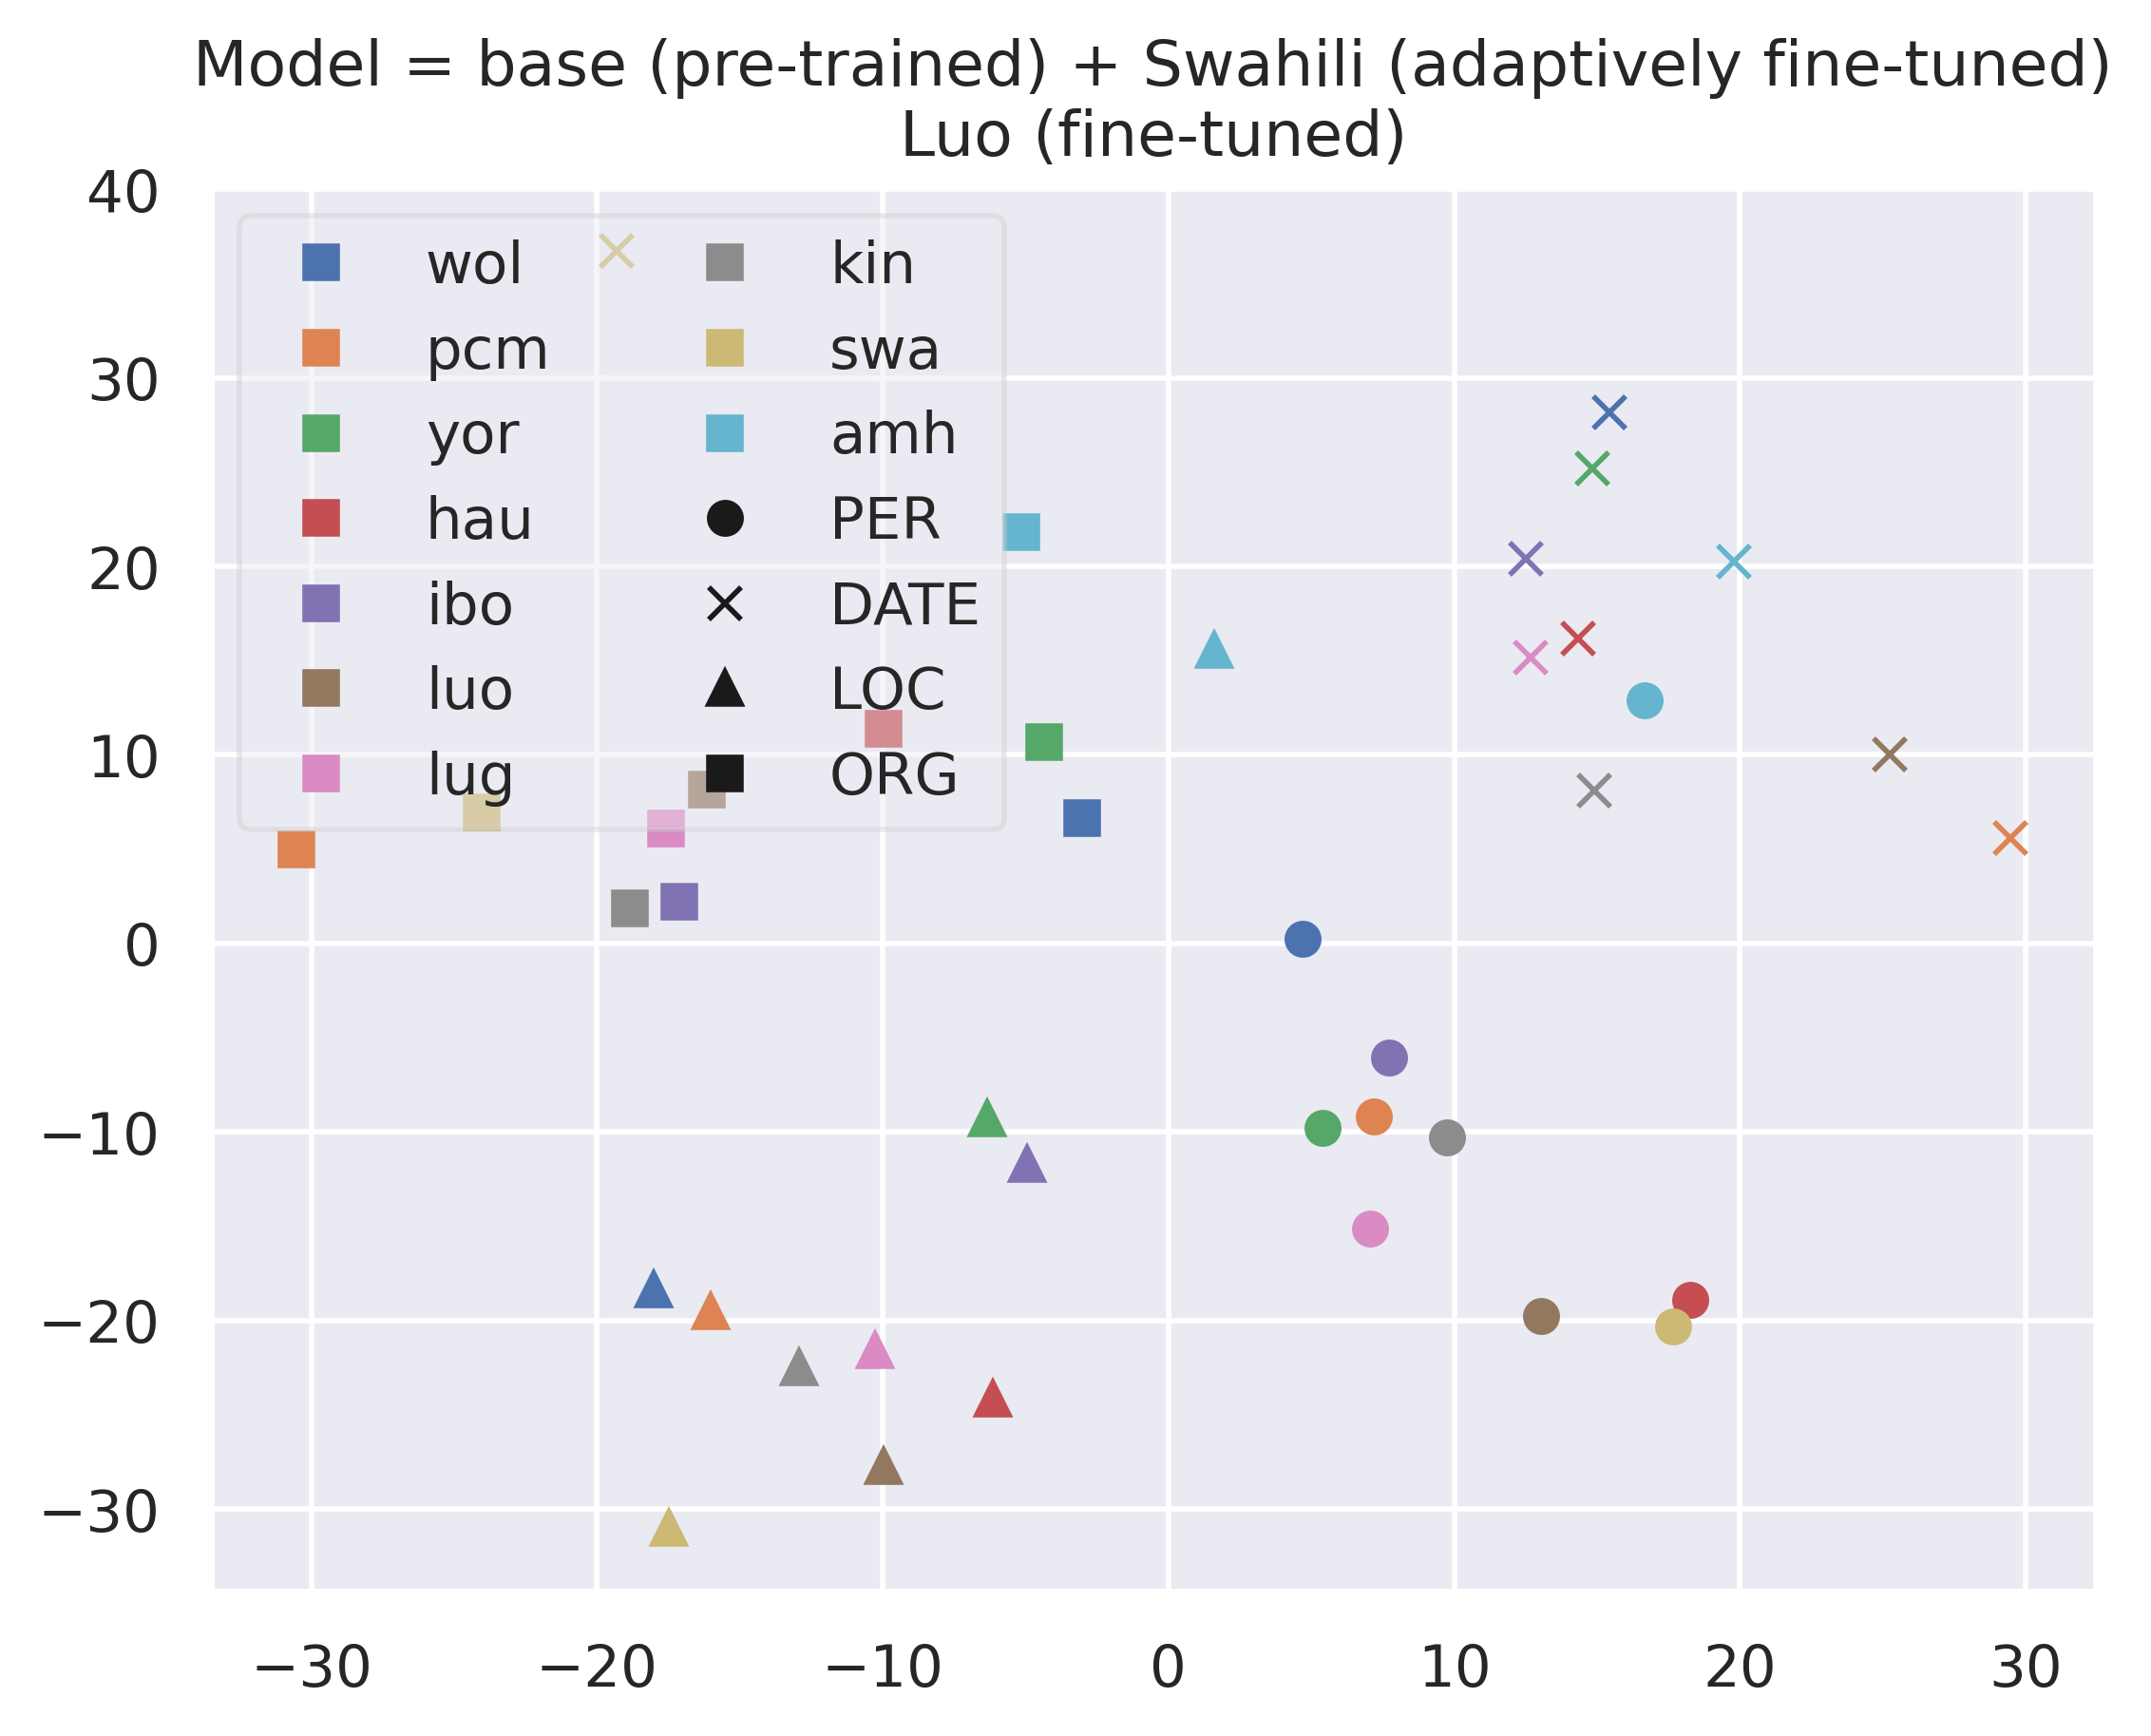 Model = base (pre-trained) + Swahili (adaptively fine-tuned)
Luo (fine-tuned)
40
30
20
10
0
−10
−20
−30
wol
pcm
yor
hau
ibo
luo
lug
kin
swa
amh
PER
DATE
LOC
ORG
−30
−20
−10
0
10
20
30